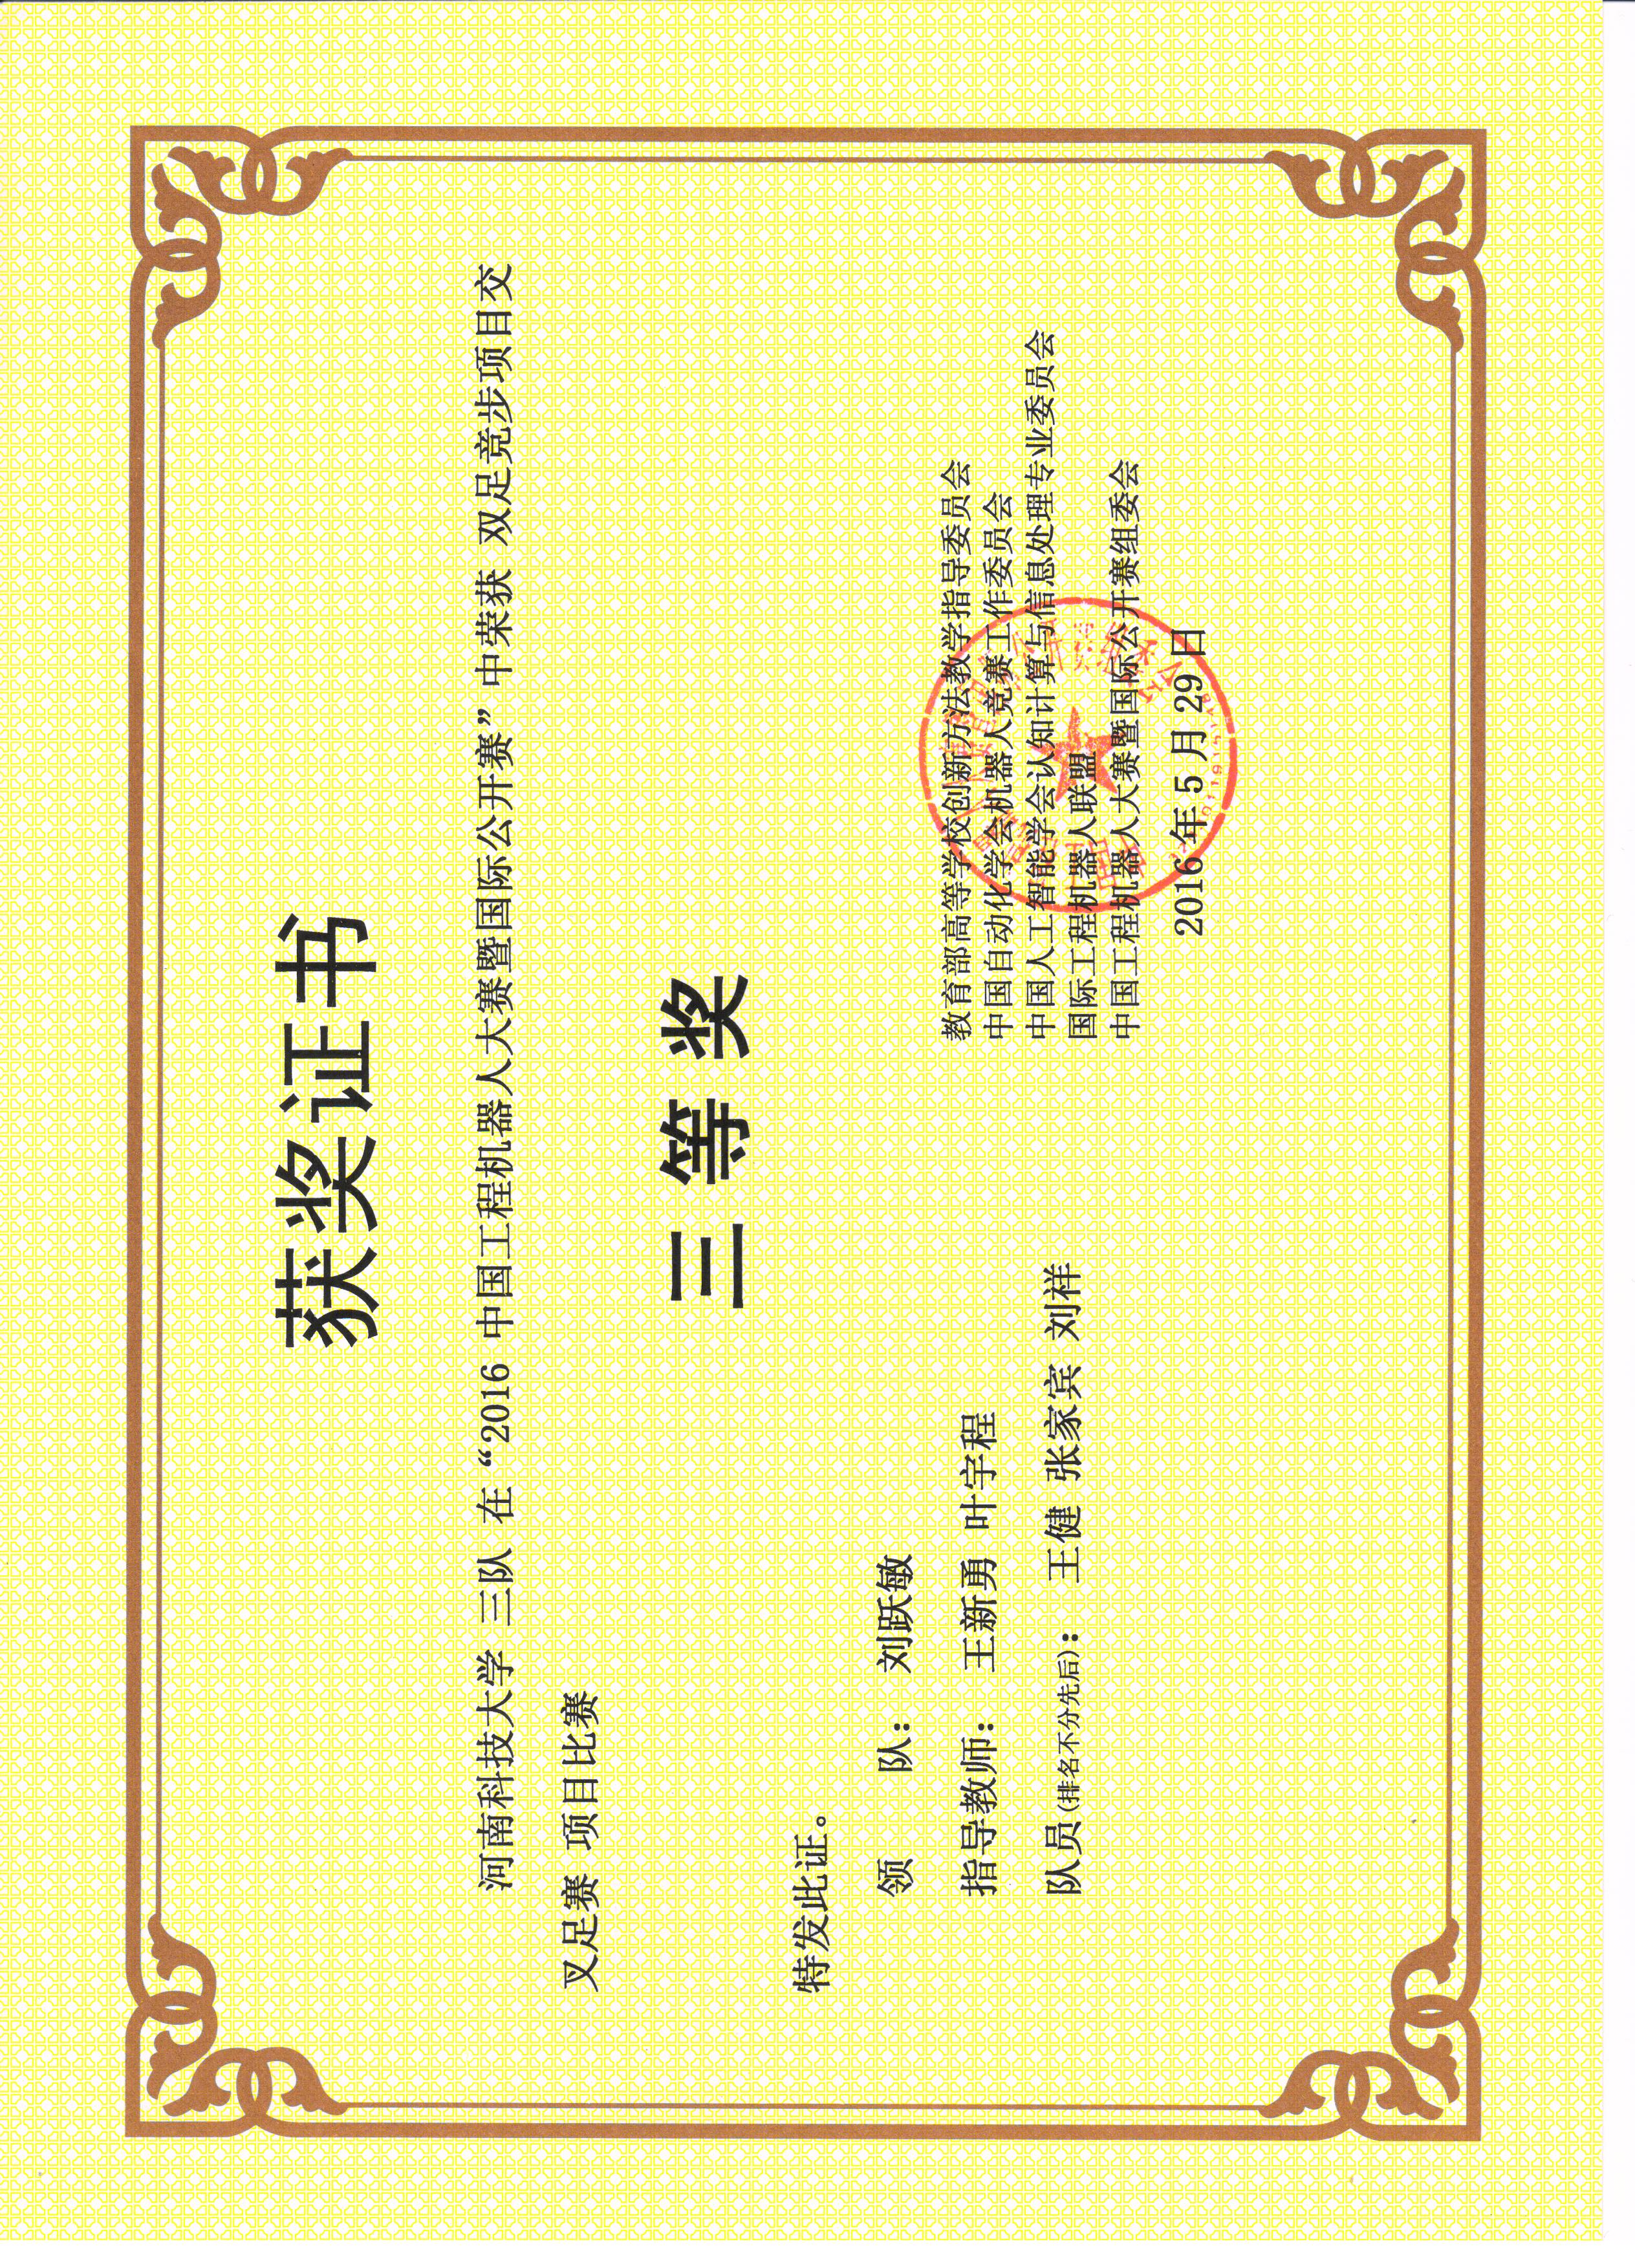 获奖证书
河南科技大学 三队 在“2016 中国工程机器人大赛暨国际公开赛”中荣获 双足竞步项目交
叉足赛 项目比赛
三等奖
特发此证。
领 队： 刘跃敏
指导教师： 王新勇 叶宇程
队员(排名不分先后)： 王健 张家宾 刘祥
教育部高等学校创新方法教学指导委员会
中国自动化学会机器人竞赛工作委员会
中国人工智能学会认知计算与信息处理专业委员会
国际工程机器人联盟
中国工程机器人大赛暨国际公开赛组委会
2016 年 5 月 29 日